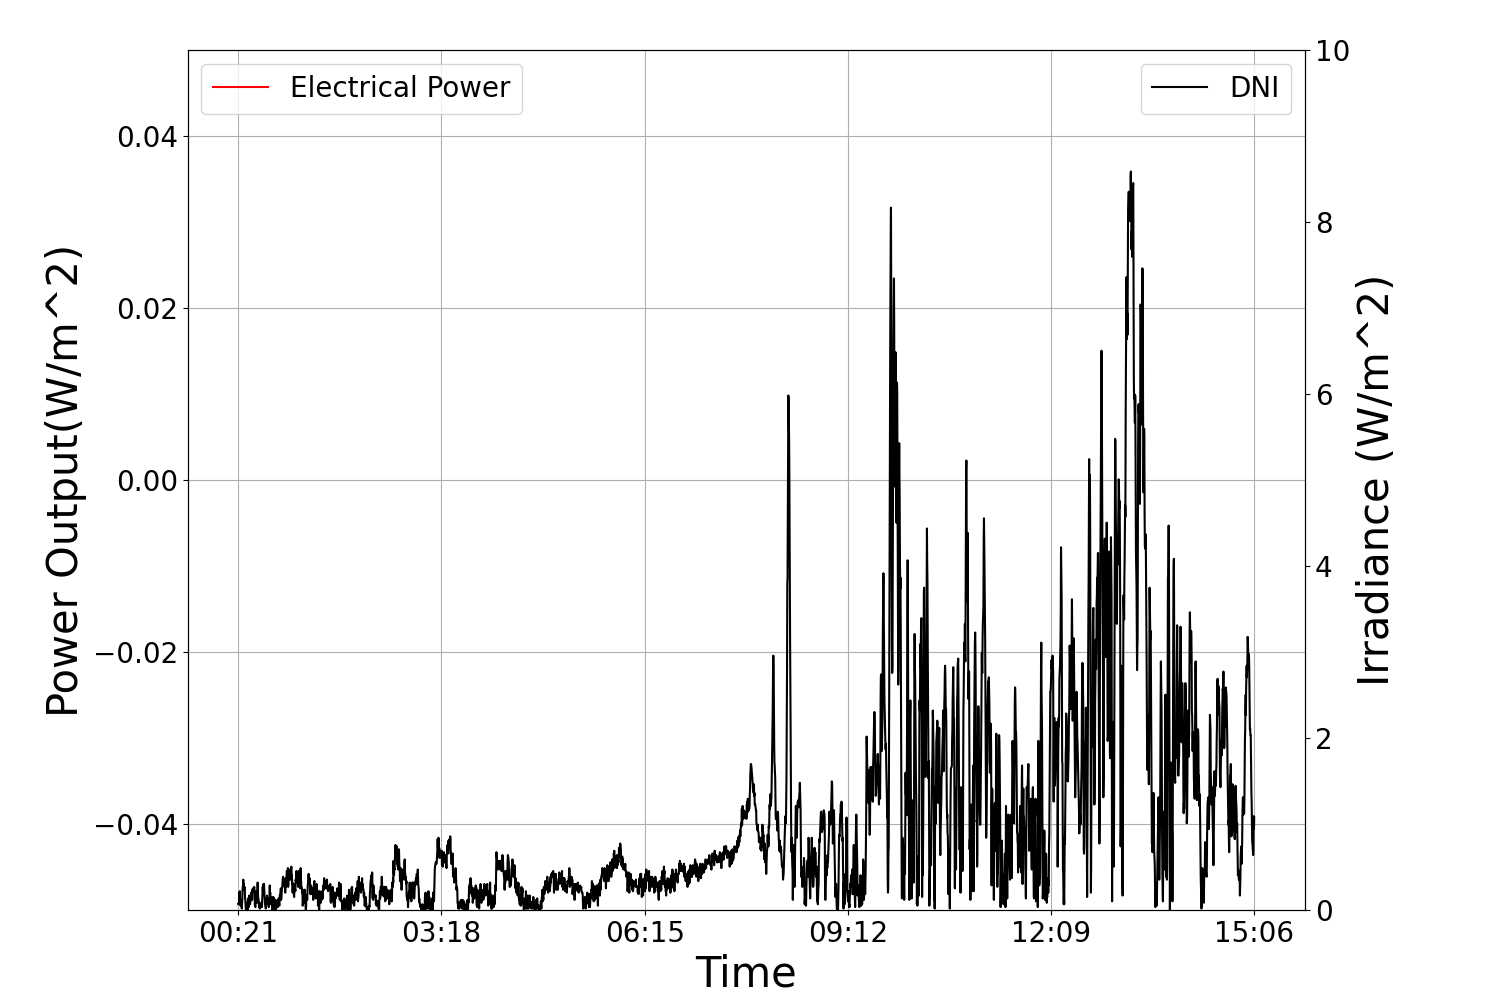 Electrical Power
DNI
Power Output(W/m^2)
0.04
0.02
0.00
−0.02
−0.04
10
8
6
4
2
0
Irradiance (W/m^2)
00:21 03:18 06:15 09:12 12:09 15:06
Time